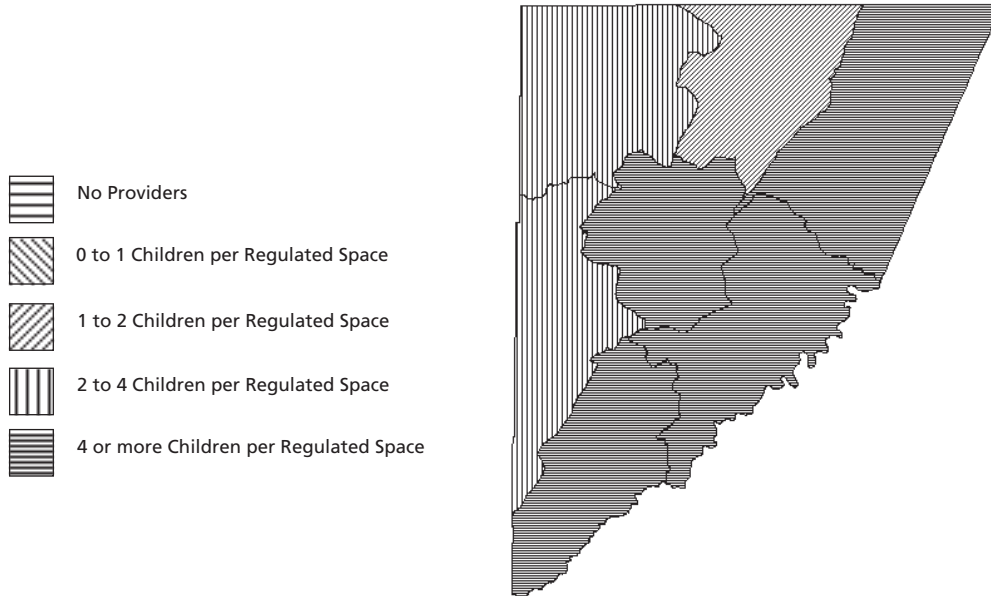 No Providers
0 to 1 Children per Regulated Space
1 to 2 Children per Regulated Space
2 to 4 Children per Regulated Space
4 or more Children per Regulated Space